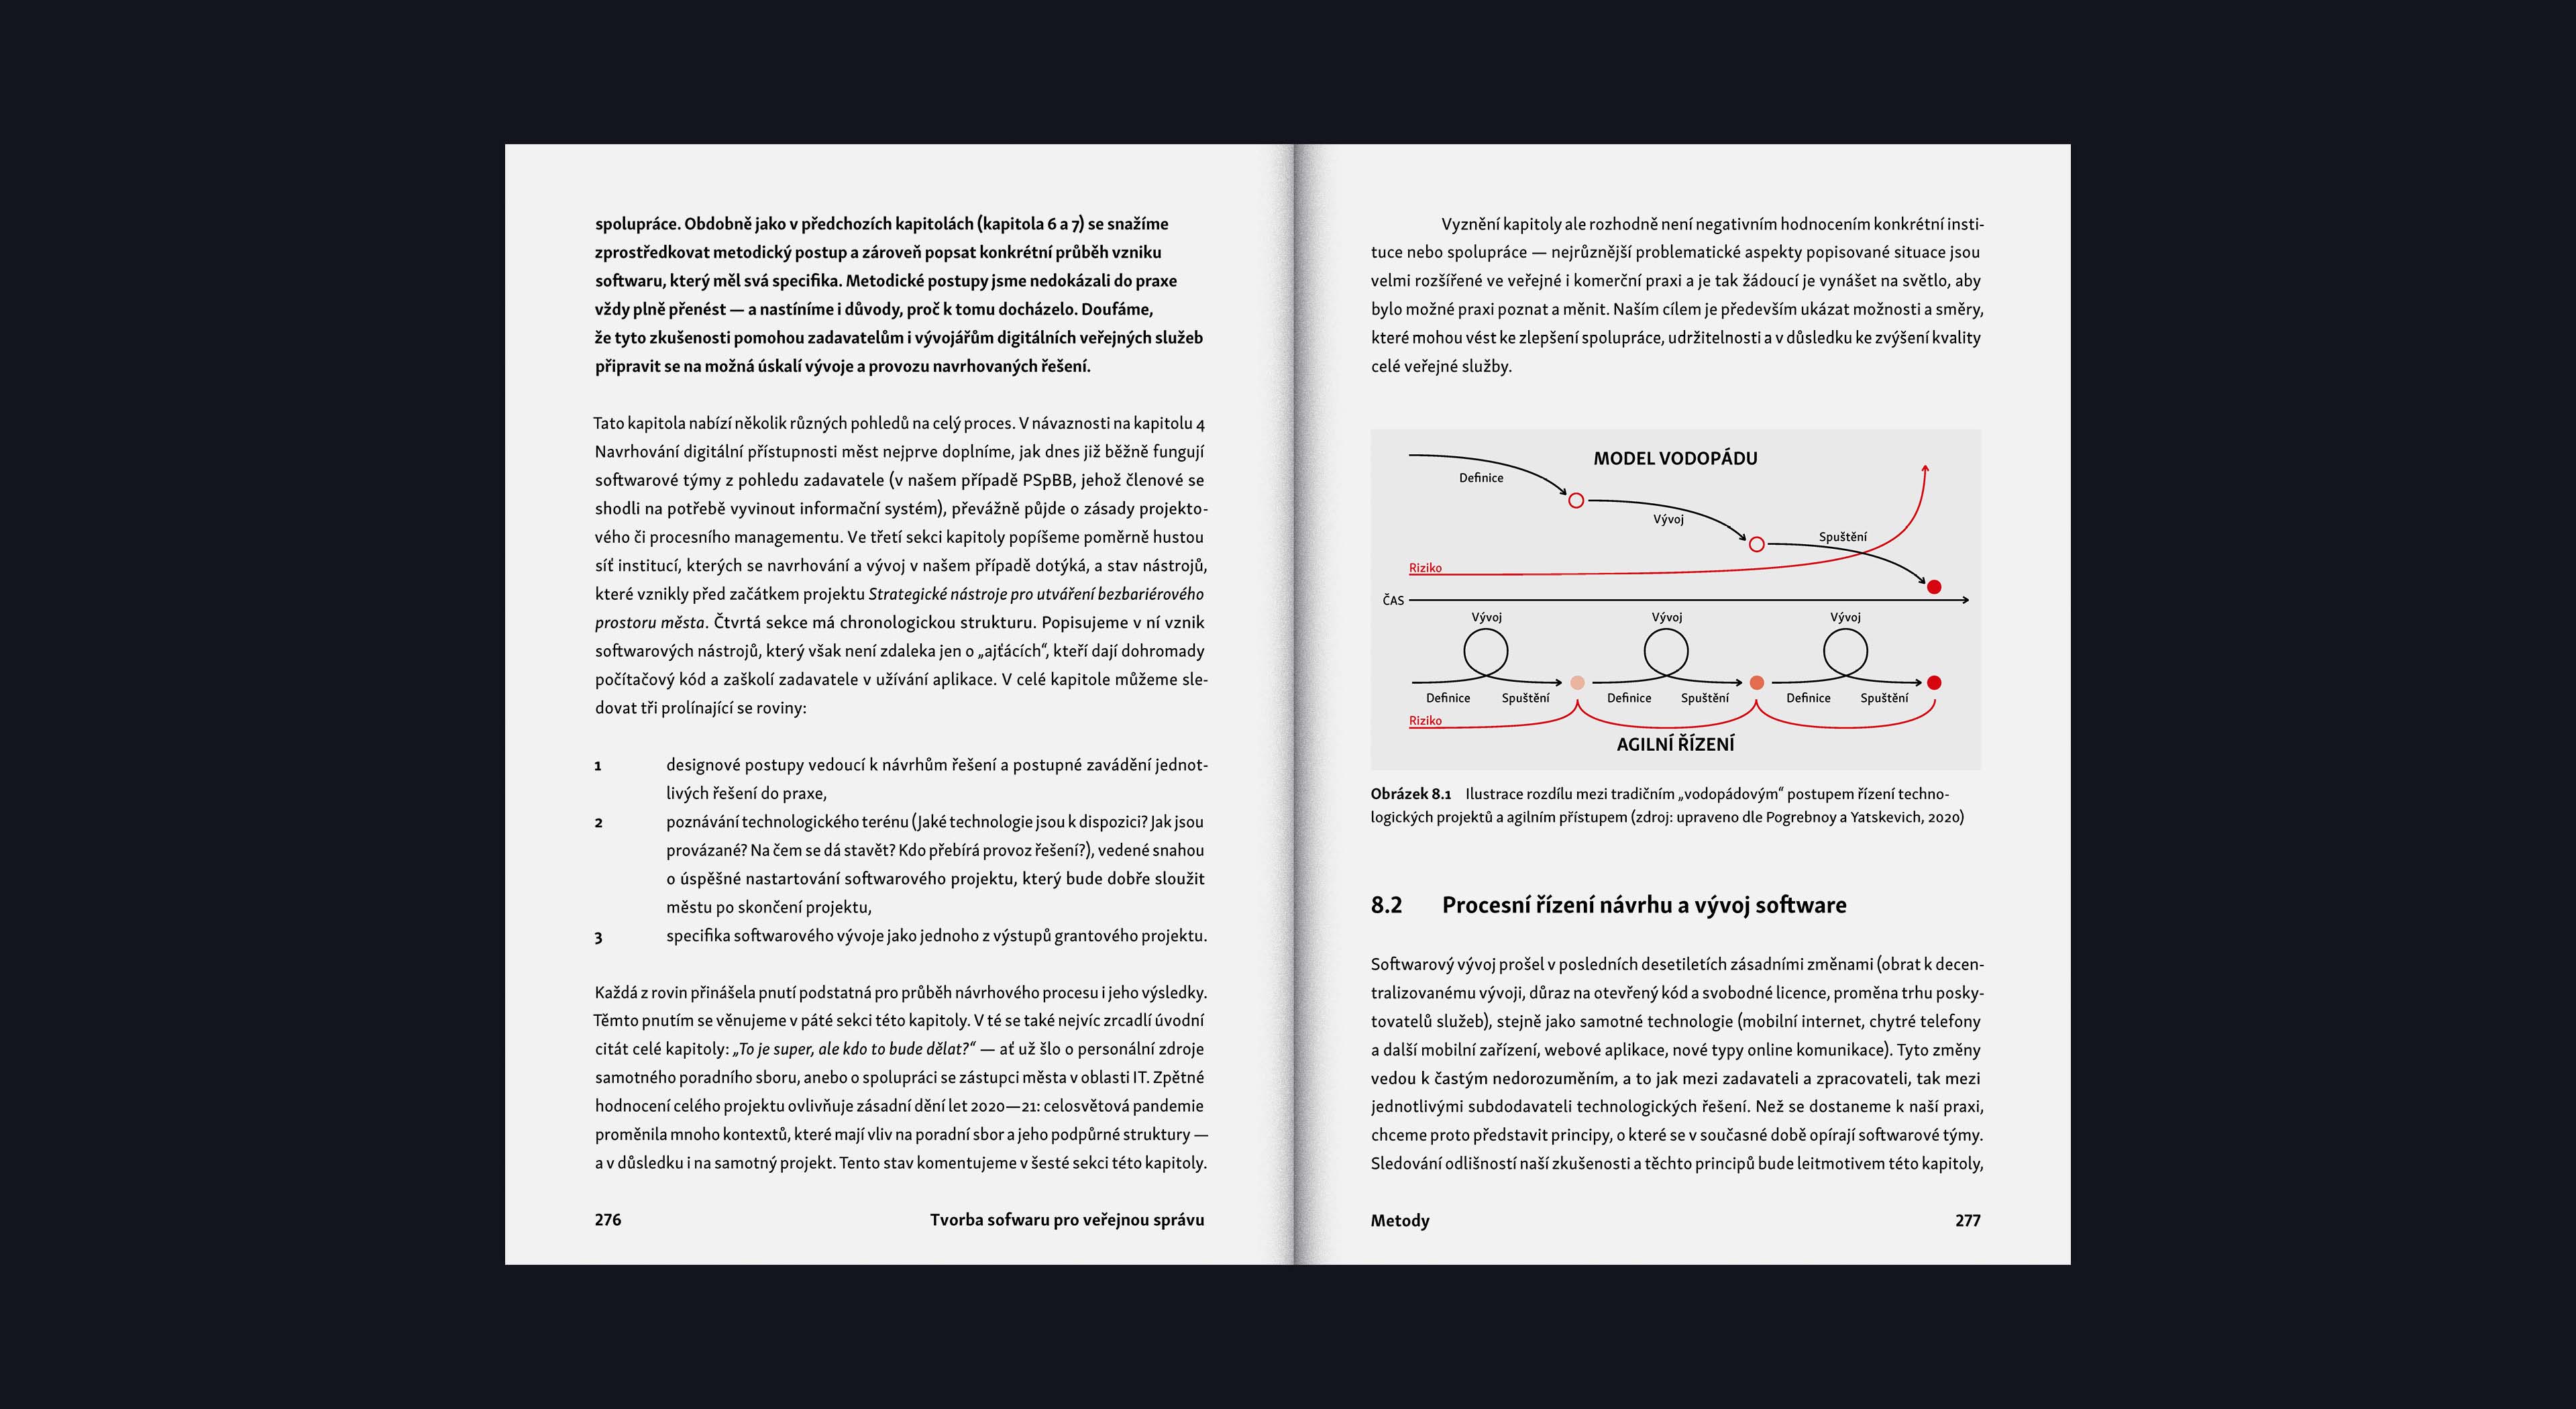 spolupráce. Obdobně jako v předchozích kapitolách (kapitola 6 a 7) se snažíme
zprostředkovat metodický postup a zároveň popsat konkrétní průběh vzniku
softwaru, který měl svá specifika. Metodické postupy jsme nedokázali do praxe
vždy plně přenést — a nastíníme i důvody, proč k tomu docházelo. Doufáme,
že tyto zkušenosti pomohou zadavatelům i vývojářům digitálních veřejných služeb
připravit se na možná úskalí vývoje a provozu navrhovaných řešení.
Tato kapitola nabízí několik různých pohledů na celý proces. V návaznosti na kapitolu 4
Navrhování digitální přístupnosti měst nejprve doplníme, jak dnes již běžně fungují
softwarové týmy z pohledu zadavatele (v našem případě PSpBB, jehož členové se
shodli na potřebě vyvinout informační systém), převážně půjde o zásady projekto-
vého či procesního managementu. Ve třetí sekci kapitoly popíšeme poměrně hustou
síť institucí, kterých se navrhování a vývoj v našem případě dotýká, a stav nástrojů,
které vznikly před začátkem projektu Strategické nástroje pro utváření bezbariérového
prostoru města. Čtvrtá sekce má chronologickou strukturu. Popisujeme v ní vznik
softwarových nástrojů, který však není zdaleka jen o „ajťácích“, kteří dají dohromady
počítačový kód a zaškolí zadavatele v užívání aplikace. V celé kapitole můžeme sle-
dovat tři prolínající se roviny:
1 designové postupy vedoucí k návrhům řešení a postupné zavádění jednot-
livých řešení do praxe,
2 poznávání technologického terénu (Jaké technologie jsou k dispozici? Jak jsou
provázané? Na čem se dá stavět? Kdo přebírá provoz řešení?), vedené snahou
o úspěšné nastartování softwarového projektu, který bude dobře sloužit
městu po skončení projektu,
3 specifika softwarového vývoje jako jednoho z výstupů grantového projektu.
Každá z rovin přinášela pnutí podstatná pro průběh návrhového procesu i jeho výsledky.
Těmto pnutím se věnujeme v páté sekci této kapitoly. V té se také nejvíc zrcadlí úvodní
citát celé kapitoly: „To je super, ale kdo to bude dělat?“ — ať už šlo o personální zdroje
samotného poradního sboru, anebo o spolupráci se zástupci města v oblasti IT. Zpětné
hodnocení celého projektu ovlivňuje zásadní dění let 2020—21: celosvětová pandemie
proměnila mnoho kontextů, které mají vliv na poradní sbor a jeho podpůrné struktury —
a v důsledku i na samotný projekt. Tento stav komentujeme v šesté sekci této kapitoly.
276 Tvorba sofwaru pro veřejnou správu
Vyznění kapitoly ale rozhodně není negativním hodnocením konkrétní insti-
tuce nebo spolupráce — nejrůznější problematické aspekty popisované situace jsou
velmi rozšířené ve veřejné i komerční praxi a je tak žádoucí je vynášet na světlo, aby
bylo možné praxi poznat a měnit. Naším cílem je především ukázat možnosti a směry,
které mohou vést ke zlepšení spolupráce, udržitelnosti a v důsledku ke zvýšení kvality
celé veřejné služby.
MODEL VODOPÁDU
Definice
Vývoj
Spuštění
Riziko
ČAS
Vývoj Vývoj Vývoj
Definice Spuštění Definice Spuštění Definice Spuštění
Riziko
AGILNÍ ŘÍZENÍ
Obrázek 8.1 Ilustrace rozdílu mezi tradičním „vodopádovým“ postupem řízení techno-
logických projektů a agilním přístupem (zdroj: upraveno dle Pogrebnoy a Yatskevich, 2020)
8.2 Procesní řízení návrhu a vývoj software
Softwarový vývoj prošel v posledních desetiletích zásadními změnami (obrat k decen-
tralizovanému vývoji, důraz na otevřený kód a svobodné licence, proměna trhu posky-
tovatelů služeb), stejně jako samotné technologie (mobilní internet, chytré telefony
a další mobilní zařízení, webové aplikace, nové typy online komunikace). Tyto změny
vedou k častým nedorozuměním, a to jak mezi zadavateli a zpracovateli, tak mezi
jednotlivými subdodavateli technologických řešení. Než se dostaneme k naší praxi,
chceme proto představit principy, o které se v současné době opírají softwarové týmy.
Sledování odlišností naší zkušenosti a těchto principů bude leitmotivem této kapitoly,
Metody 277